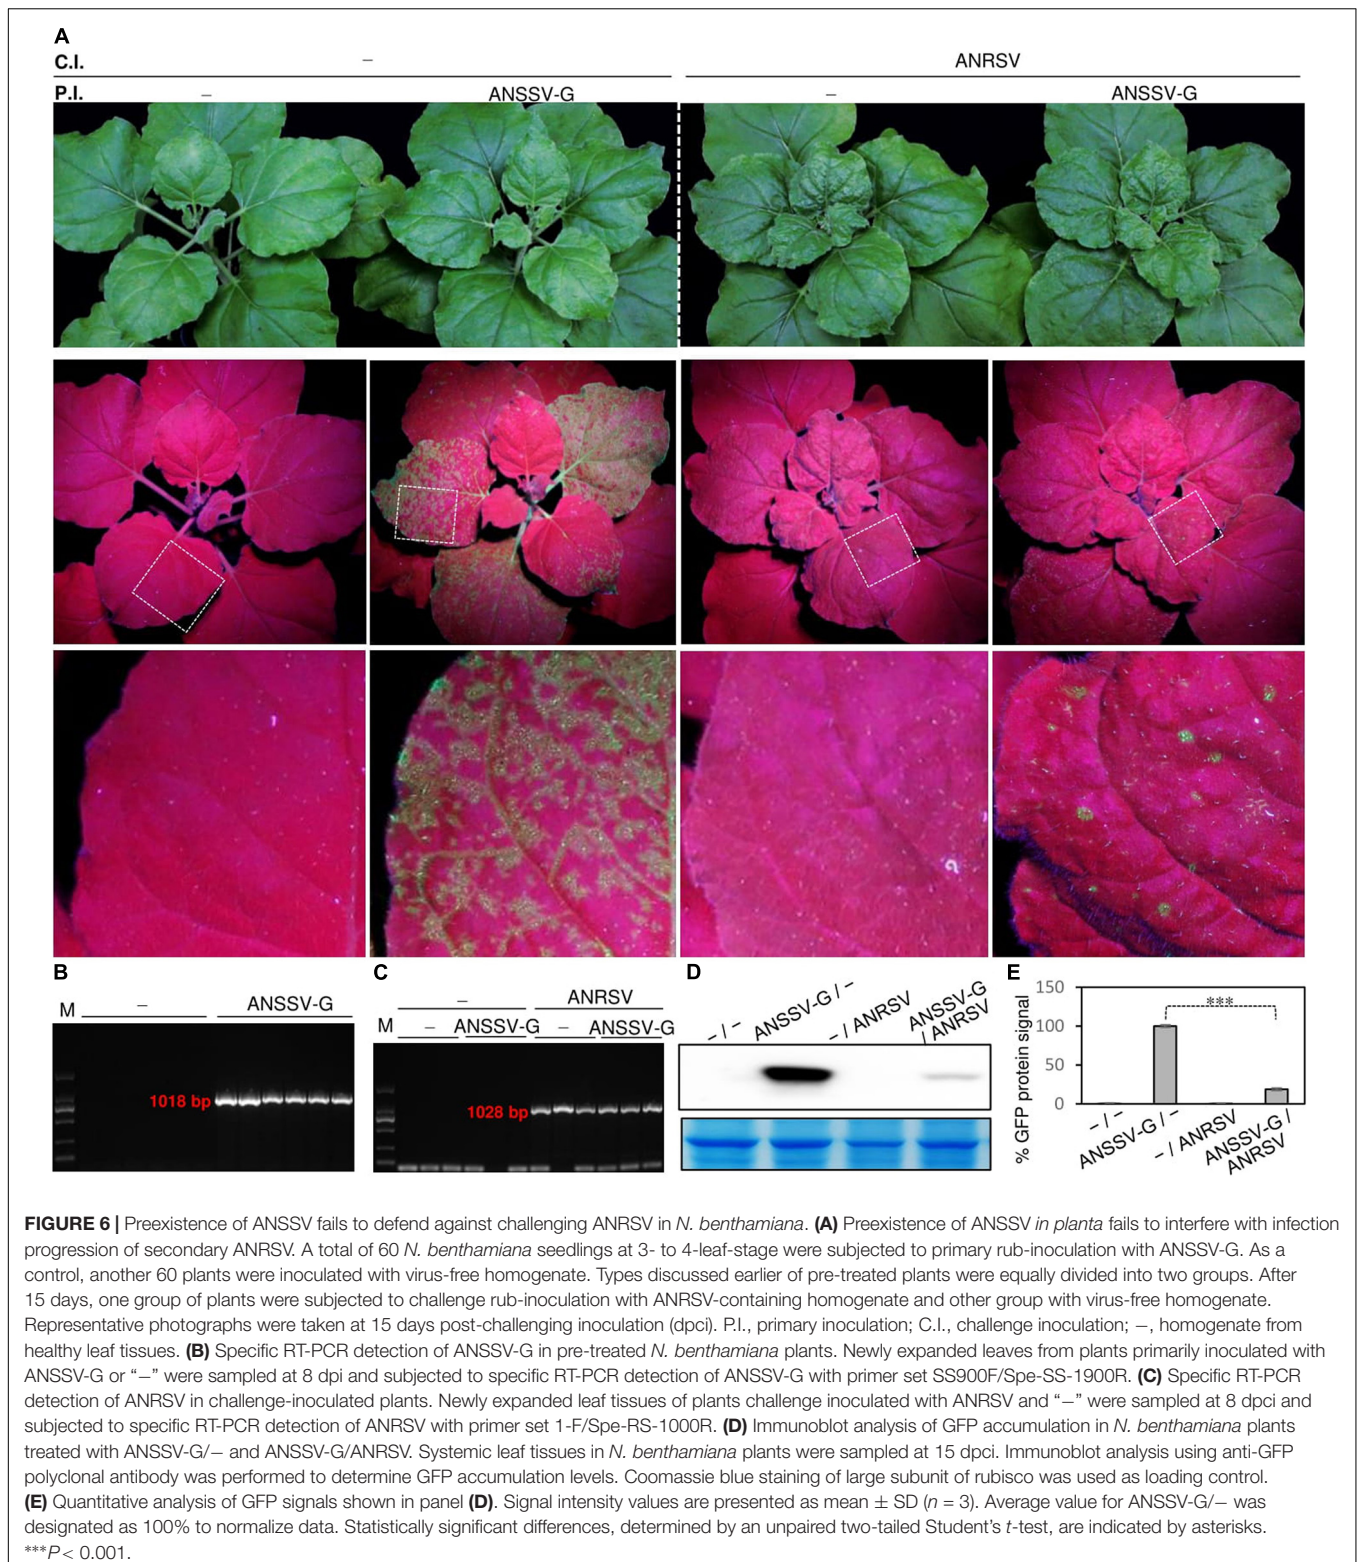 A
C.I. – ANRSV
P.I. – ANSSV-G – ANSSV-G
B
– ANSSV-G
M
1018 bp
C
– ANRSV
M – ANSSV-G – ANSSV-G
1028 bp
D
– / – ANSSV-G / – – / ANRSV ANSSV-G / ANRSV
E
% GFP protein signal
150
100
50
0
***
– / – ANSSV-G / – – / ANRSV ANSSV-G / ANRSV
FIGURE 6 | Preexistence of ANSSV fails to defend against challenging ANRSV in N. benthamiana. (A) Preexistence of ANSSV in planta fails to interfere with infection
progression of secondary ANRSV. A total of 60 N. benthamiana seedlings at 3- to 4-leaf-stage were subjected to primary rub-inoculation with ANSSV-G. As a
control, another 60 plants were inoculated with virus-free homogenate. Types discussed earlier of pre-treated plants were equally divided into two groups. After
15 days, one group of plants were subjected to challenge rub-inoculation with ANRSV-containing homogenate and other group with virus-free homogenate.
Representative photographs were taken at 15 days post-challenging inoculation (dpci). P.I., primary inoculation; C.I., challenge inoculation; –, homogenate from
healthy leaf tissues. (B) Specific RT-PCR detection of ANSSV-G in pre-treated N. benthamiana plants. Newly expanded leaves from plants primarily inoculated with
ANSSV-G or “–” were sampled at 8 dpi and subjected to specific RT-PCR detection of ANSSV-G with primer set SS900F/Spe-SS-1900R. (C) Specific RT-PCR
detection of ANRSV in challenge-inoculated plants. Newly expanded leaf tissues of plants challenge inoculated with ANRSV and “–” were sampled at 8 dpci and
subjected to specific RT-PCR detection of ANRSV with primer set 1-F/Spe-RS-1000R. (D) Immunoblot analysis of GFP accumulation in N. benthamiana plants
treated with ANSSV-G/– and ANSSV-G/ANRSV. Systemic leaf tissues in N. benthamiana plants were sampled at 15 dpci. Immunoblot analysis using anti-GFP
polyclonal antibody was performed to determine GFP accumulation levels. Coomassie blue staining of large subunit of rubisco was used as loading control.
(E) Quantitative analysis of GFP signals shown in panel (D). Signal intensity values are presented as mean ± SD (n = 3). Average value for ANSSV-G/– was
designated as 100% to normalize data. Statistically significant differences, determined by an unpaired two-tailed Student’s t-test, are indicated by asterisks.
***P < 0.001.